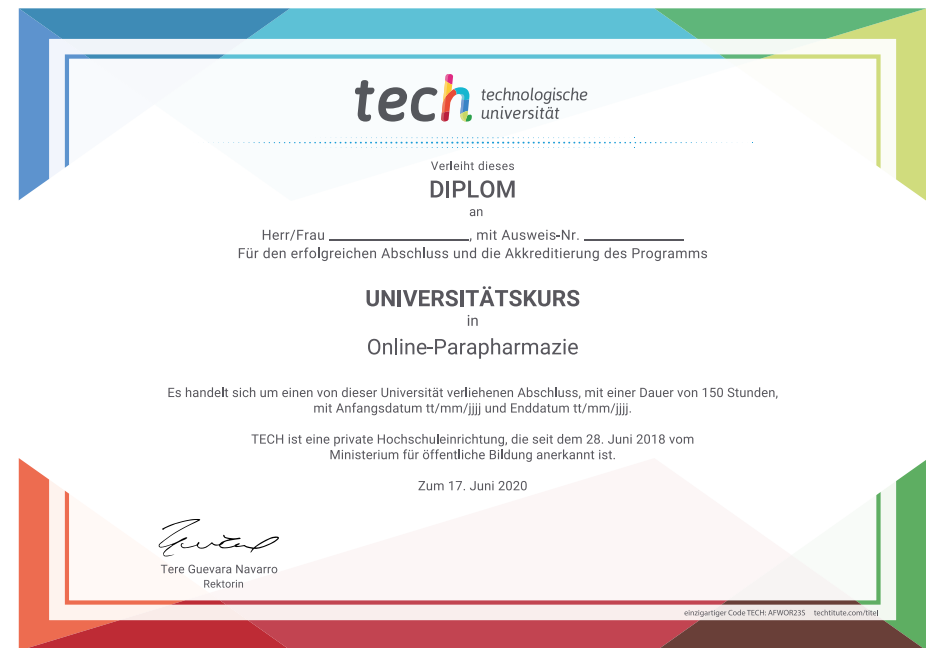 tech technologische
universität
Verleiht dieses
DIPLOM
an
Herr/Frau ____________________, mit Ausweis-Nr. ______________
Für den erfolgreichen Abschluss und die Akkreditierung des Programms
UNIVERSITÄTSKURS
in
Online-Parapharmazie
Es handelt sich um einen von dieser Universität verliehenen Abschluss, mit einer Dauer von 150 Stunden,
mit Anfangsdatum tt/mm/jjjj und Enddatum tt/mm/jjjj.
TECH ist eine private Hochschuleinrichtung, die seit dem 28. Juni 2018 vom
Ministerium für öffentliche Bildung anerkannt ist.
Zum 17. Juni 2020
Tere Guevara Navarro
Rektorin
einzigartiger Code TECH: AFWOR23S techtitute.com/titel